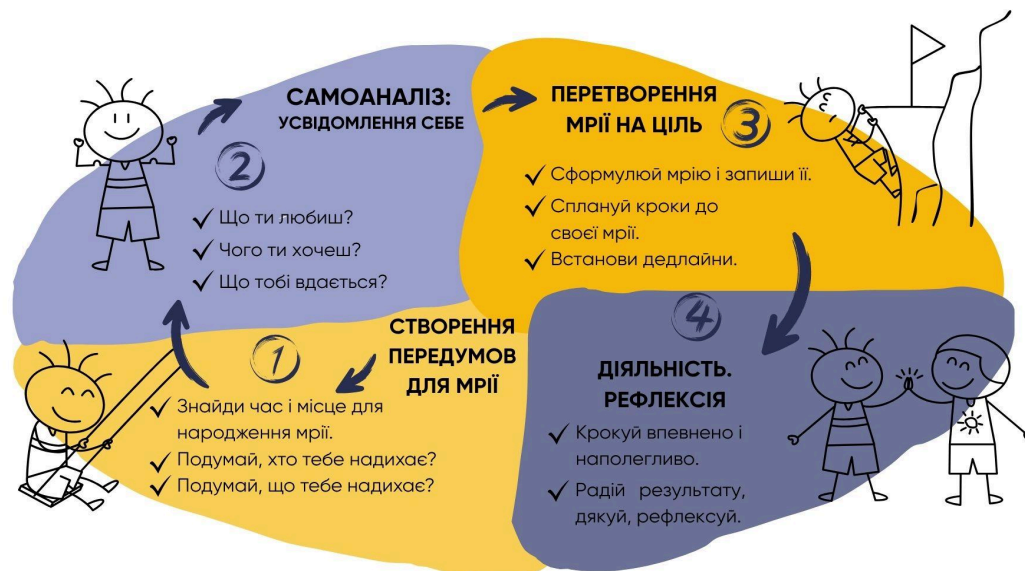 1
СТВОРЕННЯ
ПЕРЕДУМОВ
ДЛЯ МРІЇ
✓ Знайди час і місце для
народження мрії.
✓ Подумай, хто тебе надихає?
✓ Подумай, що тебе надихає?
САМОАНАЛІЗ:
УСВІДОМЛЕННЯ СЕБЕ
2
✓ Що ти любиш?
✓ Чого ти хочеш?
✓ Що тобі вдається?
ПЕРЕТВОРЕННЯ
МРІЇ НА ЦІЛЬ
3
✓ Сформулюй мрію і запиши її.
✓ Сплануй кроки до
своєї мрії.
✓ Встанови дедлайни.
4
ДІЯЛЬНІСТЬ.
РЕФЛЕКСІЯ
✓ Крокуй впевнено і
наполегливо.
✓ Радій результату,
дякуй, рефлексуй.